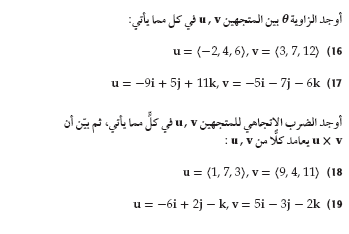 أوجد الزاوية θ بين المتجهين u , v في كل مما يأتي:
16) u = ⟨−2, 4, 6⟩, v = ⟨3, 7, 12⟩
17) u = −9i + 5j + 11k, v = −5i − 7j − 6k
أوجد الضرب الاتجاهي للمتجهين u , v في كلٍّ مما يأتي، ثم بيّن أن
u × v يعامد كلًّا من u , v :
18) u = ⟨1, 7, 3⟩, v = ⟨9, 4, 11⟩
19) u = −6i + 2j − k, v = 5i − 3j − 2k